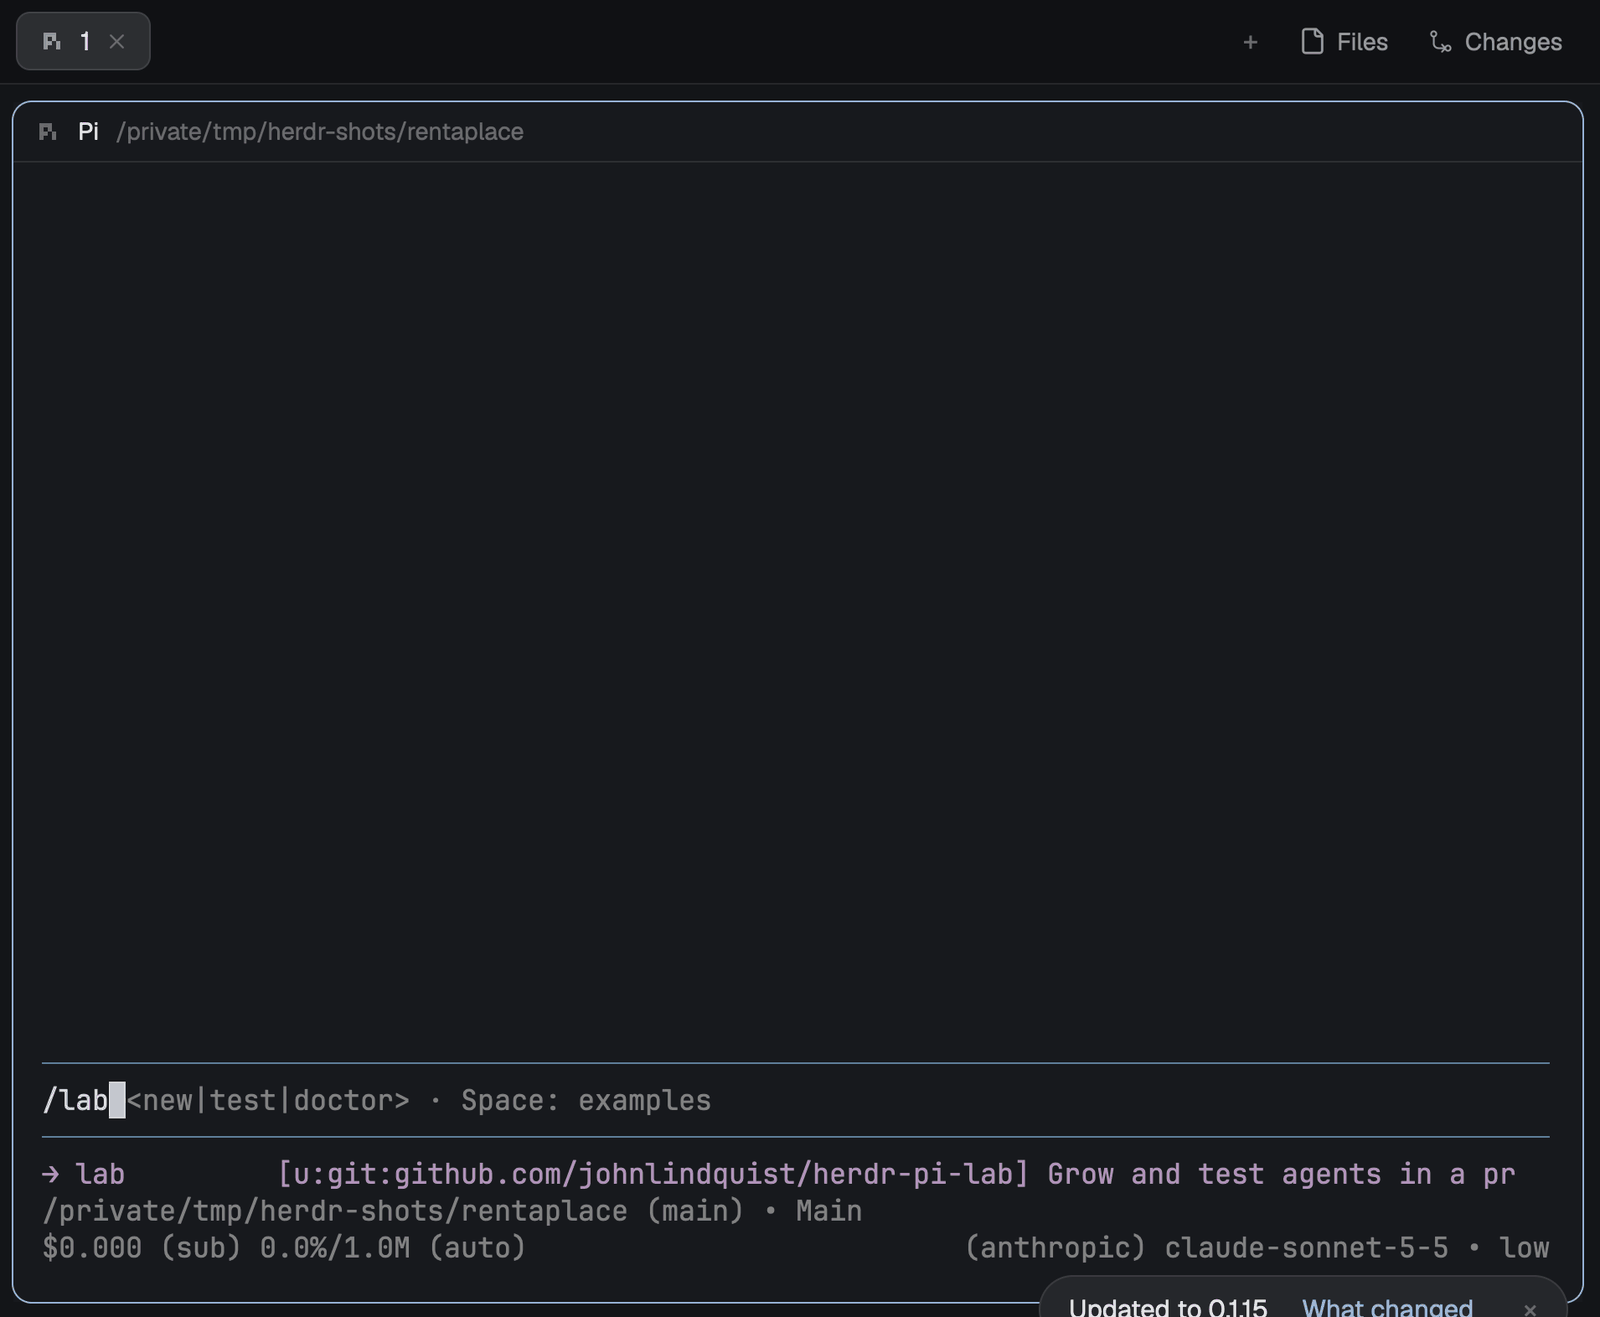 1
Files
Changes
Pi /private/tmp/herdr-shots/rentaplace
/lab <new|test|doctor> · Space: examples
→ lab [u:git:github.com/johnlindquist/herdr-pi-lab] Grow and test agents in a pr
/private/tmp/herdr-shots/rentaplace (main) • Main
$0.000 (sub) 0.0%/1.0M (auto) (anthropic) claude-sonnet-5-5 • low
Updated to 0.1.15 What changed